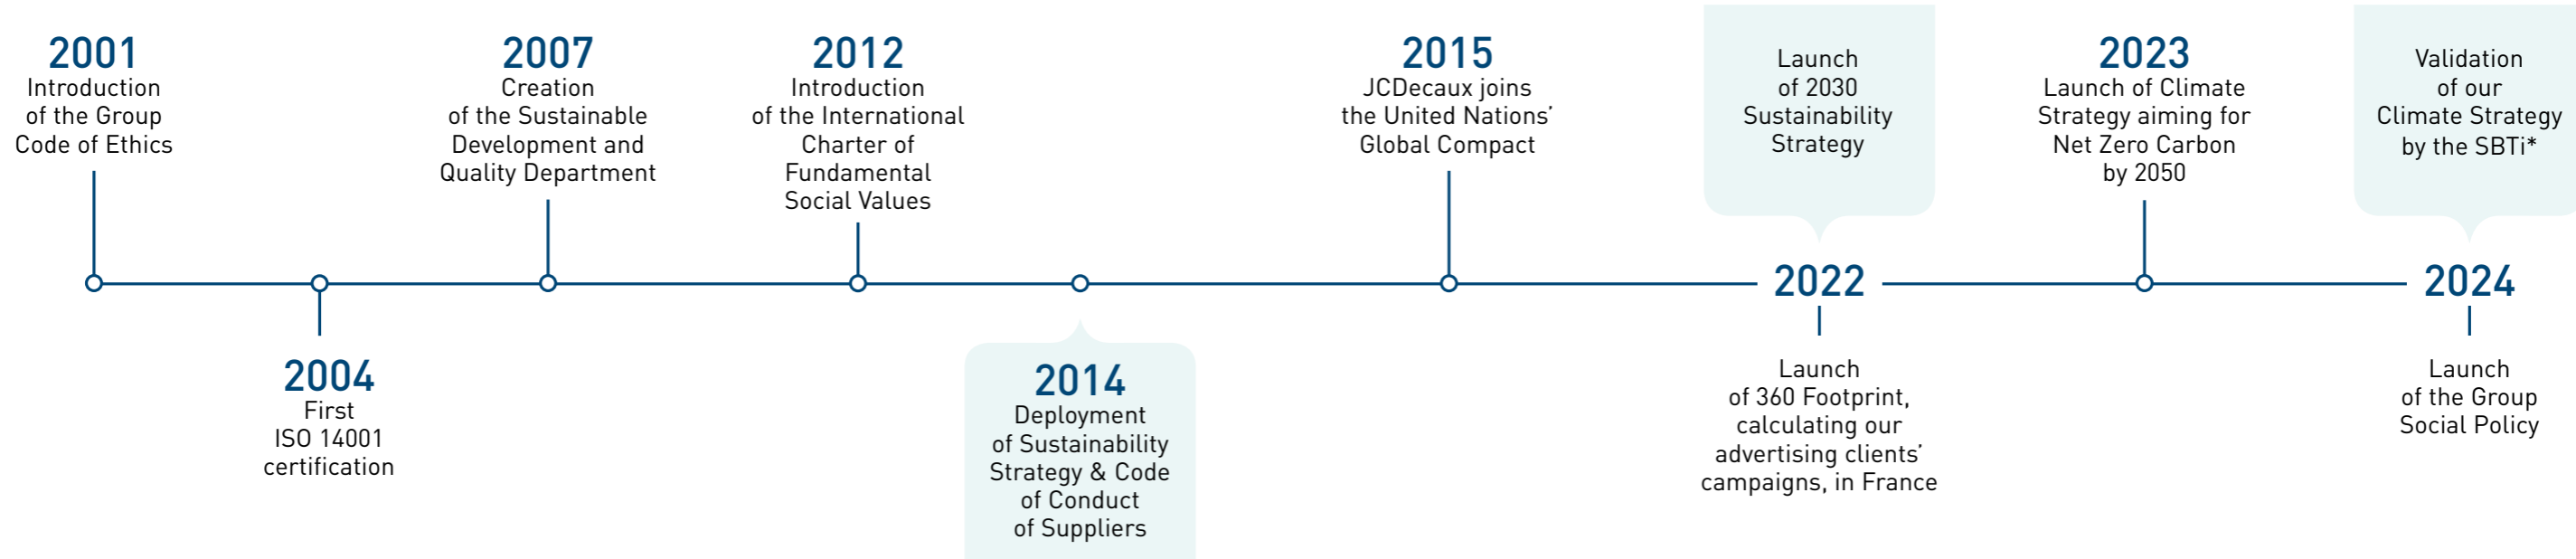 2001
Introduction
of the Group
Code of Ethics
2004
First
ISO 14001
certification
2007
Creation
of the Sustainable
Development and
Quality Department
2012
Introduction
of the International
Charter of
Fundamental
Social Values
2014
Deployment
of Sustainability
Strategy & Code
of Conduct
of Suppliers
2015
JCDecaux joins
the United Nations’
Global Compact
Launch
of 2030
Sustainability
Strategy
2022
Launch
of 360 Footprint,
calculating our
advertising clients’
campaigns, in France
2023
Launch of Climate
Strategy aiming for
Net Zero Carbon
by 2050
Validation
of our
Climate Strategy
by the SBTi*
2024
Launch
of the Group
Social Policy